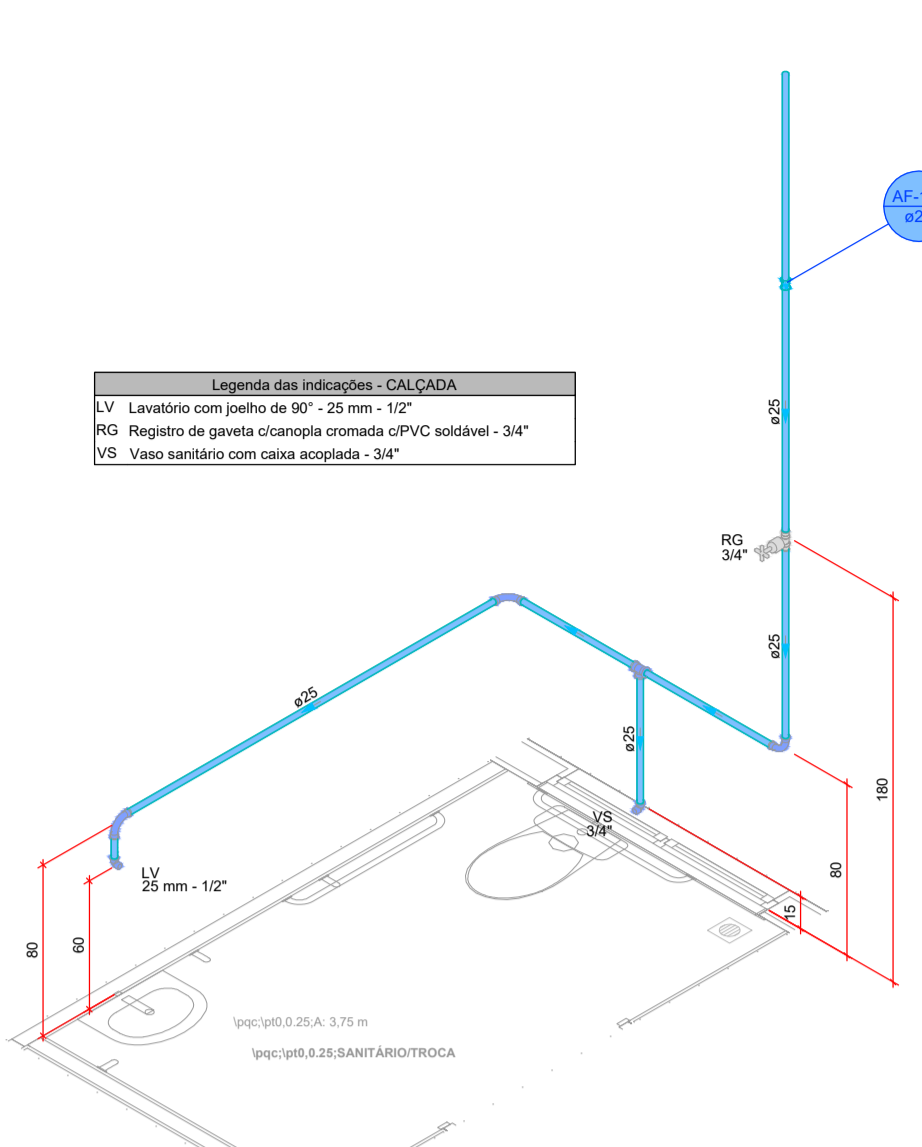 AF-1
ø2
Legenda das indicações - CALÇADA
LV Lavatório com joelho de 90° - 25 mm - 1/2"
RG Registro de gaveta c/canopla cromada c/PVC soldável - 3/4"
VS Vaso sanitário com caixa acoplada - 3/4"
ø25
RG
3/4"
ø25
ø25
ø25
180
VS
3/4"
LV
25 mm - 1/2"
80
15
80
60
\pqc;\pt0,0.25;A: 3,75 m
\pqc;\pt0,0.25;SANITÁRIO/TROCA